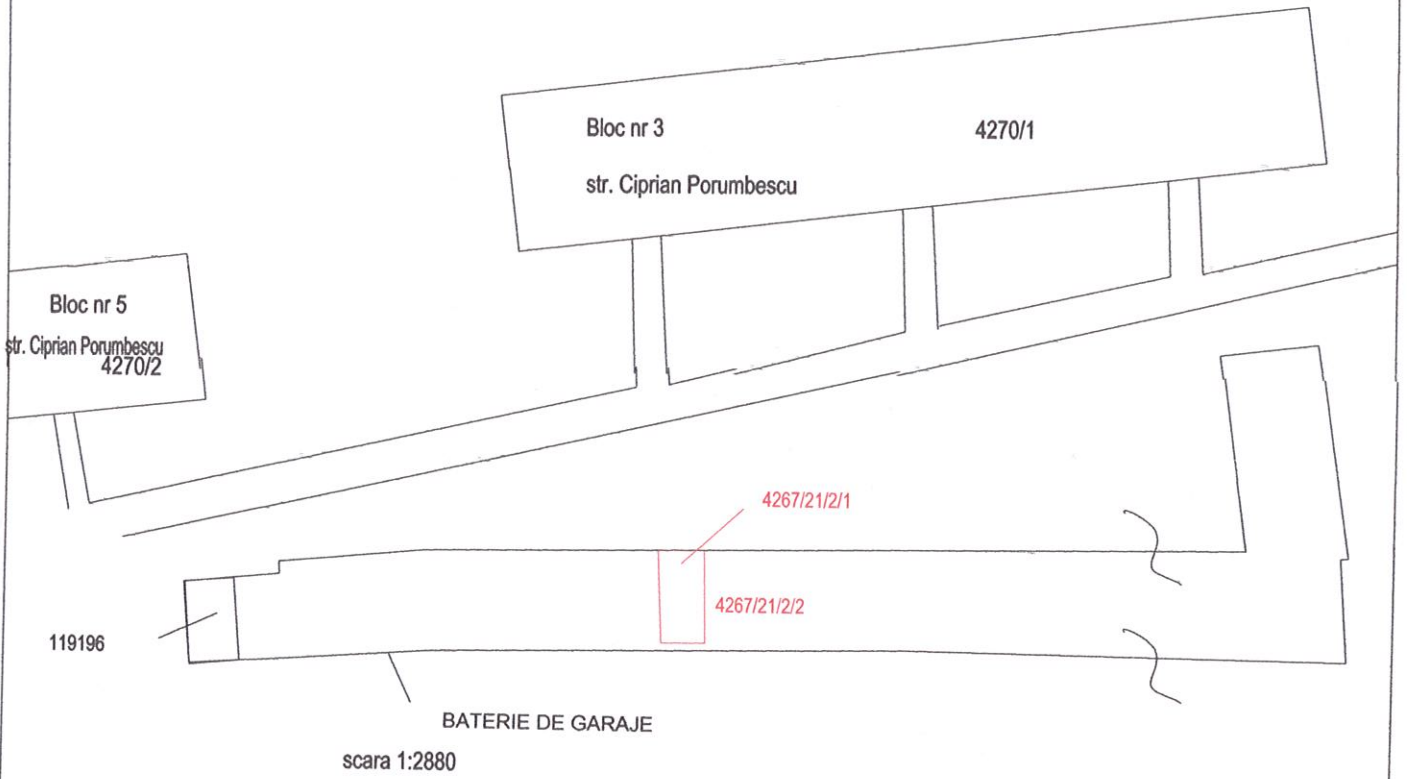 Bloc nr 3
4270/1
str. Ciprian Porumbescu
Bloc nr 5
str. Ciprian Porumbescu
4270/2
4267/21/2/1
4267/21/2/2
119196
BATERIE DE GARAJE
scara 1:2880